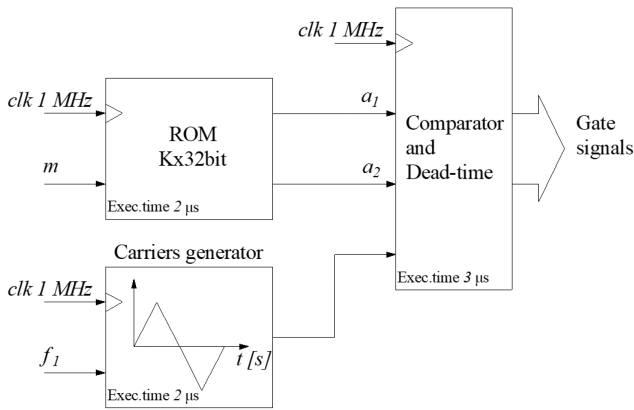 clk 1 MHz
clk 1 MHz
ROM
Kx32bit
m
Exec.time 2 μs
a1
a2
Comparator
and
Dead-time
Exec.time 3 μs
Gate
signals
Carriers generator
clk 1 MHz
f1
t [s]
Exec.time 2 μs